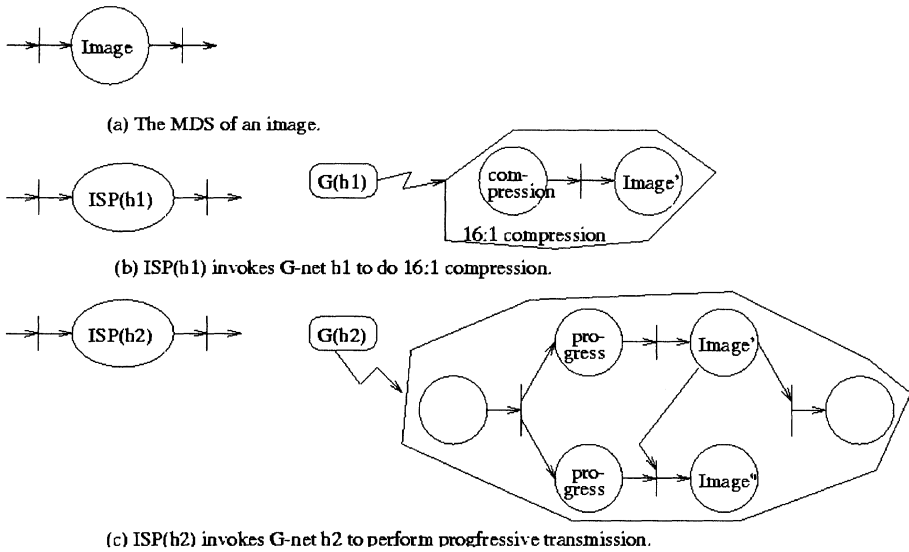 Image
(a) The MDS of an image.
ISP(h1)
G(h1)
com-
pression
Image'
16:1 compression
(b) ISP(h1) invokes G-net h1 to do 16:1 compression.
ISP(h2)
G(h2)
pro-
gress
Image'
pro-
gress
Image"
(c) ISP(h2) invokes G-net h2 to perform progfressive transmission.